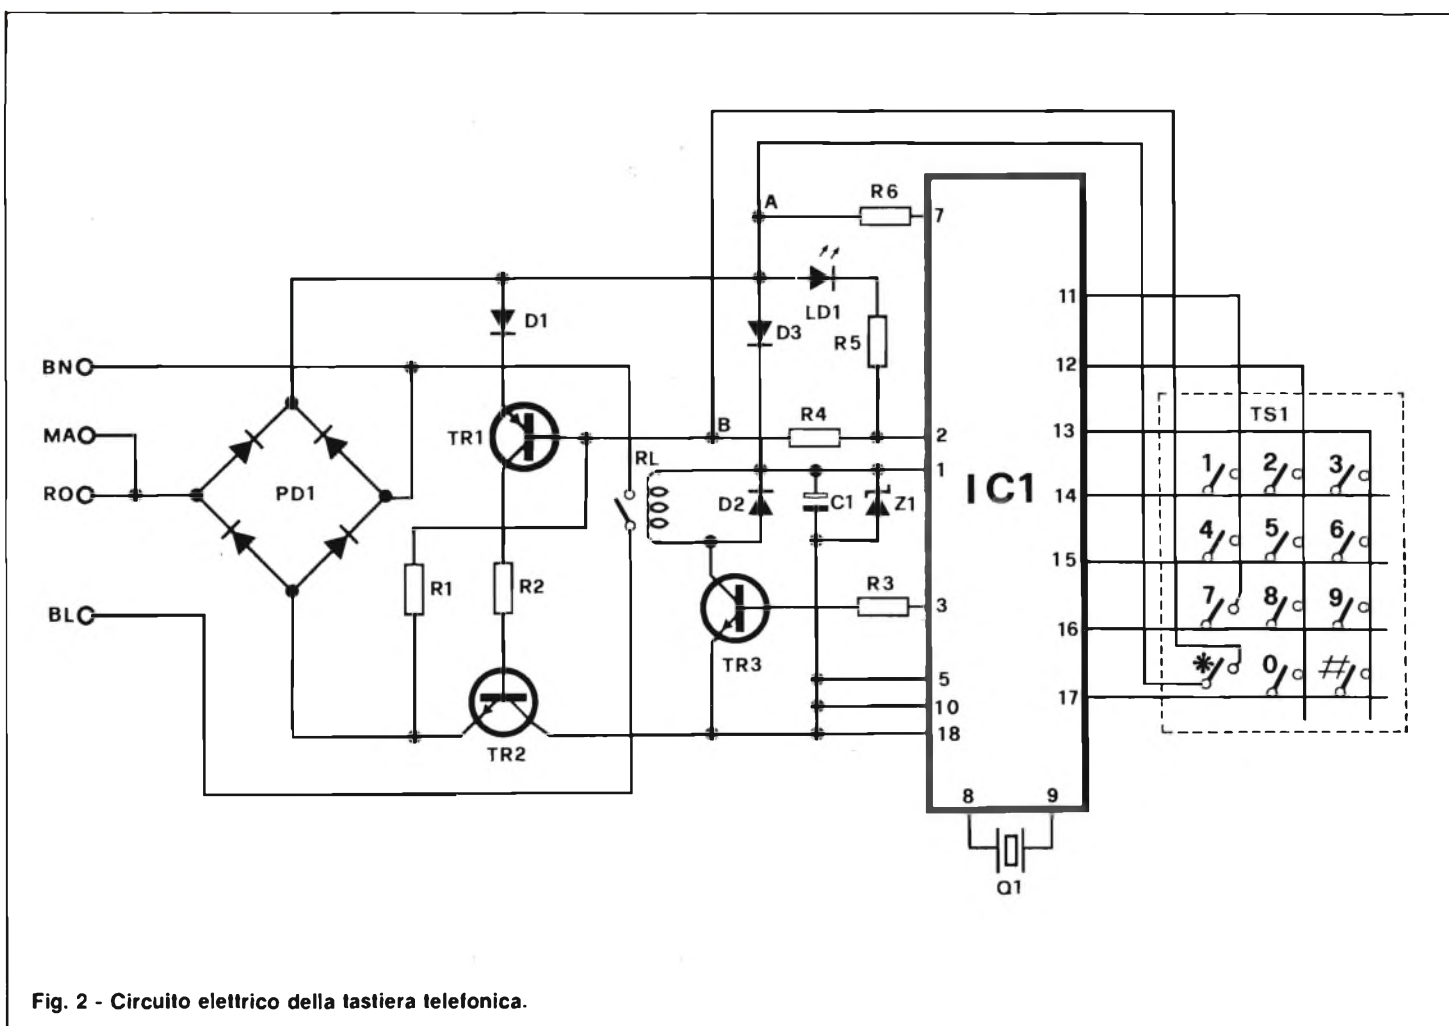 A
R6
7
11
LD1
D1
D3
R5
12
BN
TS1
MA
TR1
B
R4
2
13
RL
1
1 2 3
RO
PD1
D2
C1
Z1
IC1
14
4 5 6
15
R1
R2
R3
3
7 8 9
BL
16
TR3
* 0 #
5
17
10
TR2
18
8 9
Q1
Fig. 2 - Circuito elettrico della tastiera telefonica.